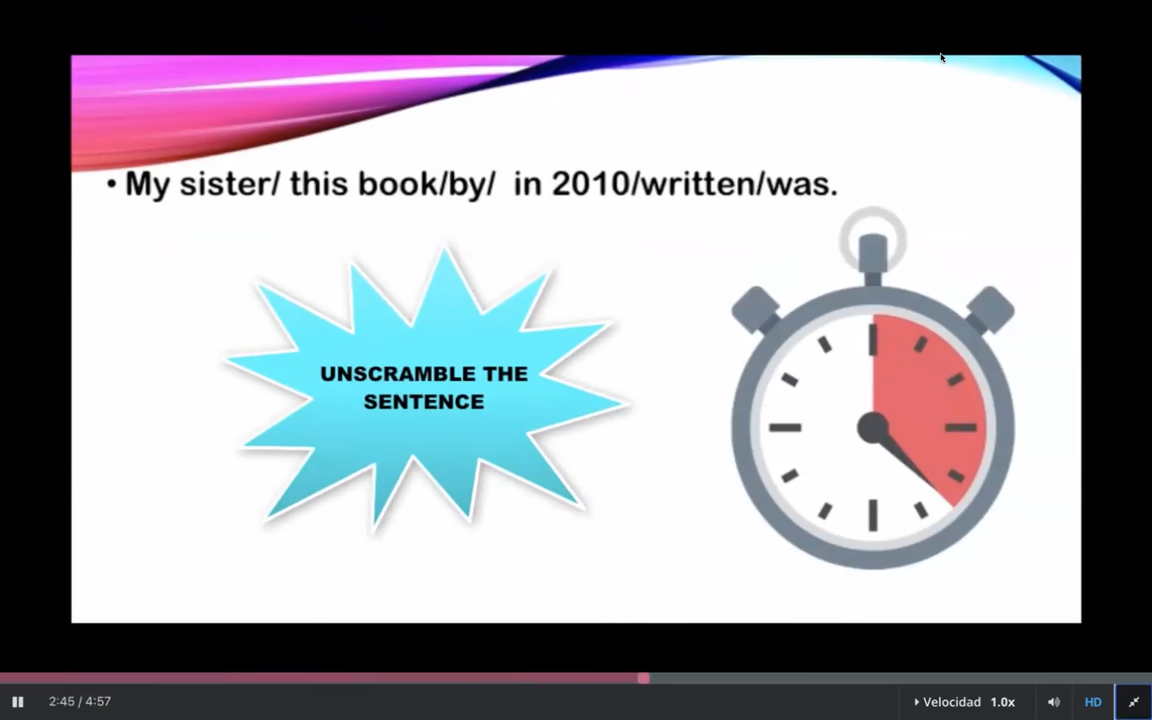 • My sister/ this book/by/  in 2010/written/was.
UNSCRAMBLE THE
SENTENCE
2:45 / 4:57
Velocidad 1.0x
HD